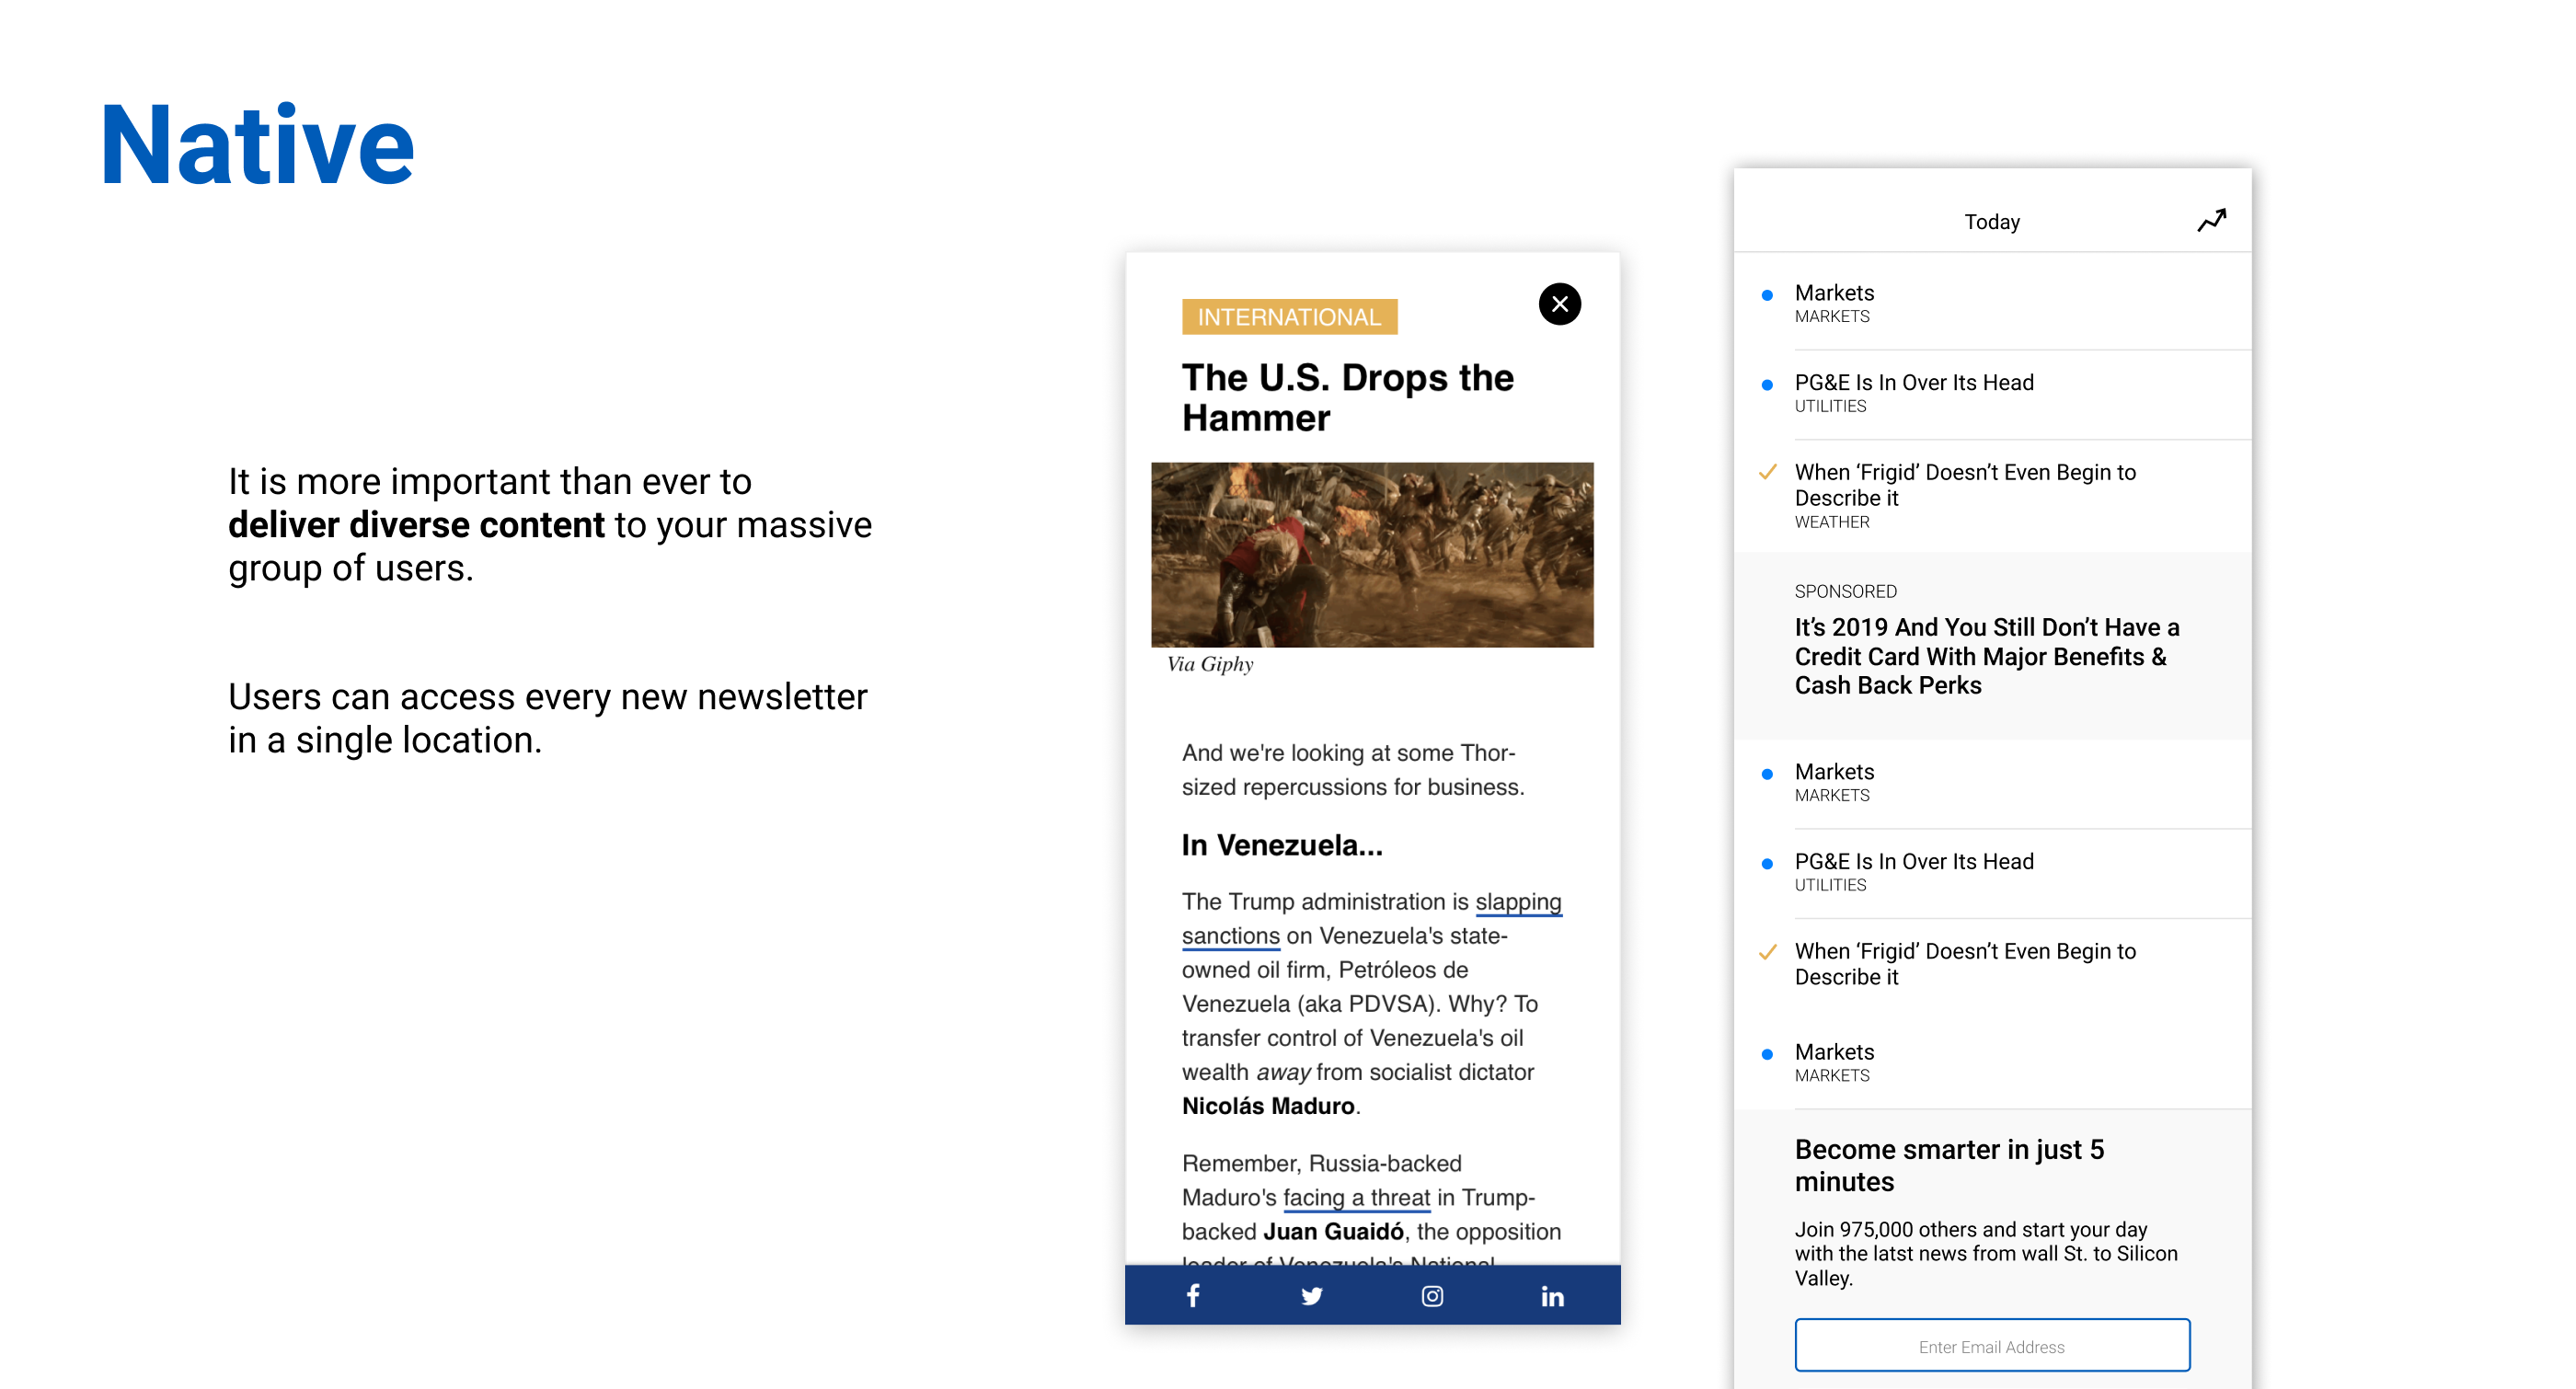 Native
It is more important than ever to
deliver diverse content to your massive
group of users.
Users can access every new newsletter
in a single location.
INTERNATIONAL
The U.S. Drops the
Hammer
Via Giphy
And we're looking at some Thor-
sized repercussions for business.
In Venezuela...
The Trump administration is slapping
sanctions on Venezuela's state-
owned oil firm, Petróleos de
Venezuela (aka PDVSA). Why? To
transfer control of Venezuela's oil
wealth away from socialist dictator
Nicolás Maduro.
Remember, Russia-backed
Maduro's facing a threat in Trump-
backed Juan Guaidó, the opposition
leader of Venezuela's National
Today
Markets
MARKETS
PG&E Is In Over Its Head
UTILITIES
When ‘Frigid’ Doesn’t Even Begin to
Describe it
WEATHER
SPONSORED
It’s 2019 And You Still Don’t Have a
Credit Card With Major Benefits &
Cash Back Perks
Markets
MARKETS
PG&E Is In Over Its Head
UTILITIES
When ‘Frigid’ Doesn’t Even Begin to
Describe it
Markets
MARKETS
Become smarter in just 5
minutes
Join 975,000 others and start your day
with the latst news from wall St. to Silicon
Valley.
Enter Email Address